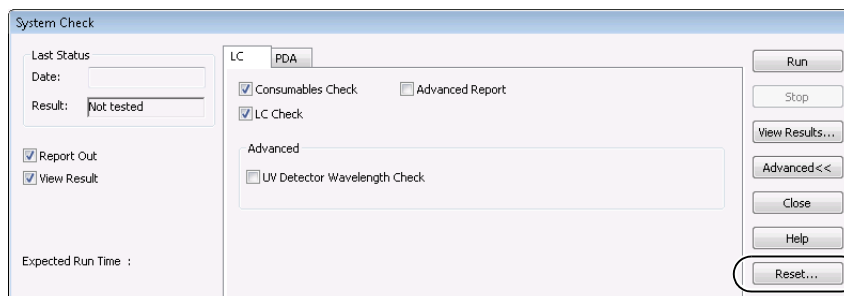 System Check
Last Status
Date:
Result: Not tested
Report Out
View Result
Expected Run Time :
LC PDA
Consumables Check Advanced Report
LC Check
Advanced
UV Detector Wavelength Check
Run
Stop
View Results...
Advanced<<
Close
Help
Reset...